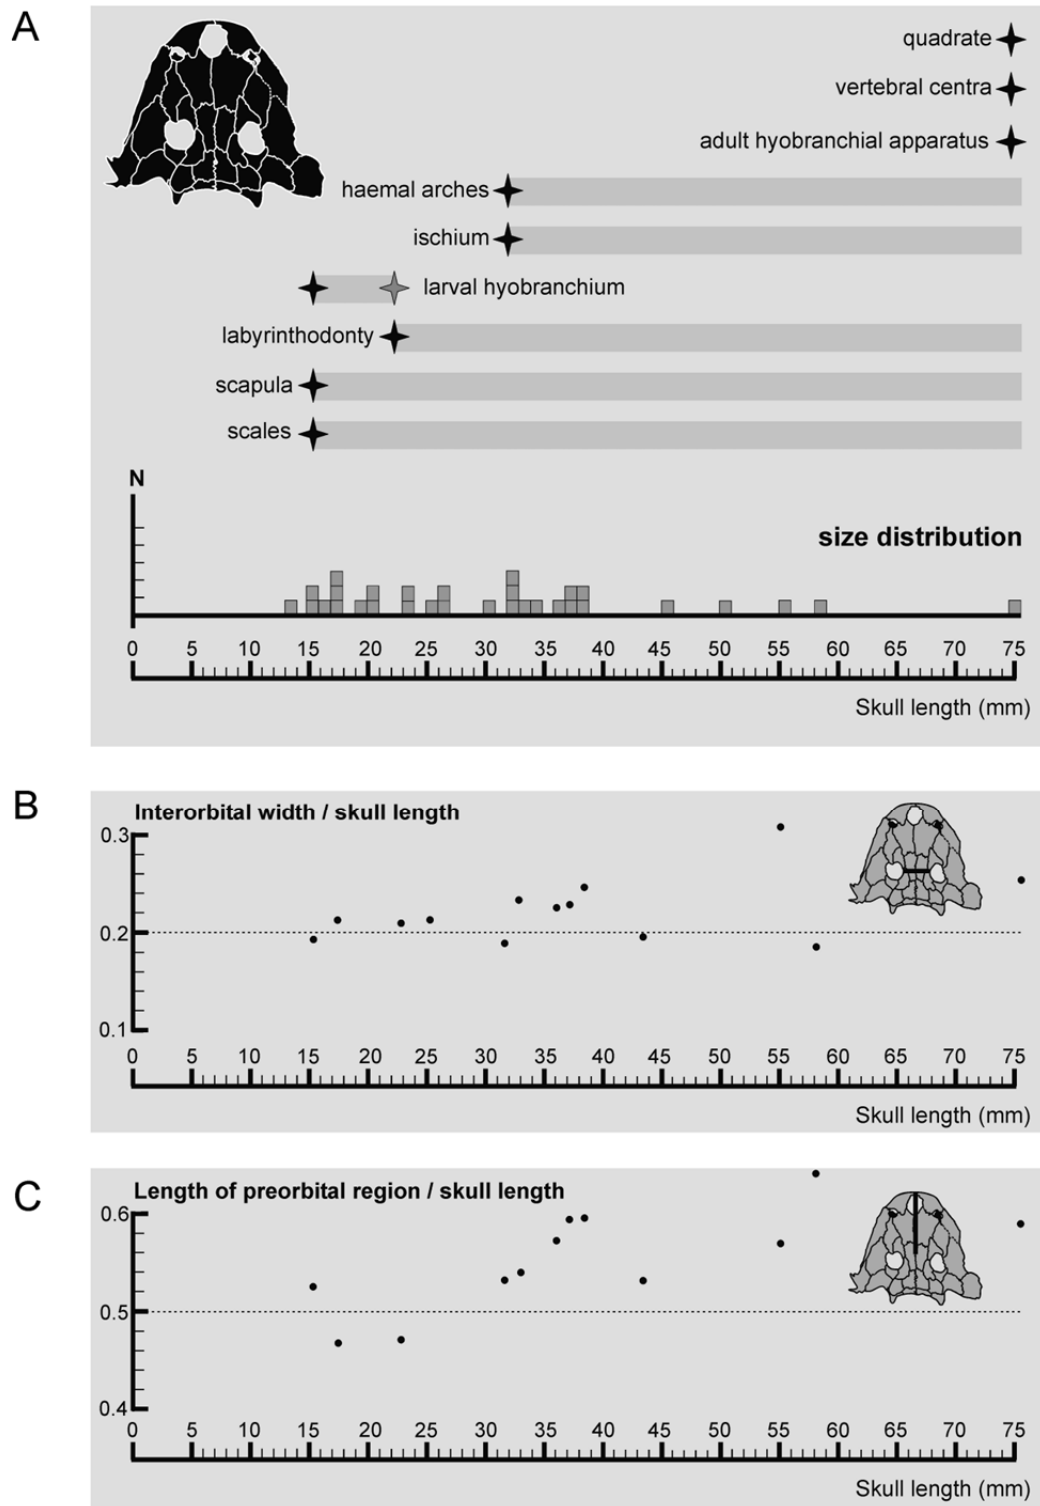 A
quadrate
vertebral centra
adult hyobranchial apparatus
haemal arches
ischium
larval hyobranchium
labyrinthodonty
scapula
scales
N
size distribution
0 5 10 15 20 25 30 35 40 45 50 55 60 65 70 75
Skull length (mm)
B
Interorbital width / skull length
0.3
0.2
0.1
0 5 10 15 20 25 30 35 40 45 50 55 60 65 70 75
Skull length (mm)
C
Length of preorbital region / skull length
0.6
0.5
0.4
0 5 10 15 20 25 30 35 40 45 50 55 60 65 70 75
Skull length (mm)